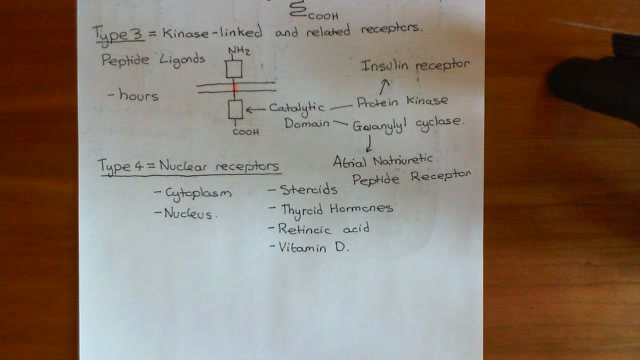 COOH
Type 3 = Kinase-linked and related receptors.
Peptide Ligands
NH2
Insulin receptor
- hours
Catalytic — Protein Kinase
Domain — Guanylyl cyclase.
COOH
Atrial Natriuretic
Peptide Receptor
Type 4 = Nuclear receptors
- Cytoplasm
- Nucleus.
- Steroids
- Thyroid Hormones
- Retinoic acid
- Vitamin D.